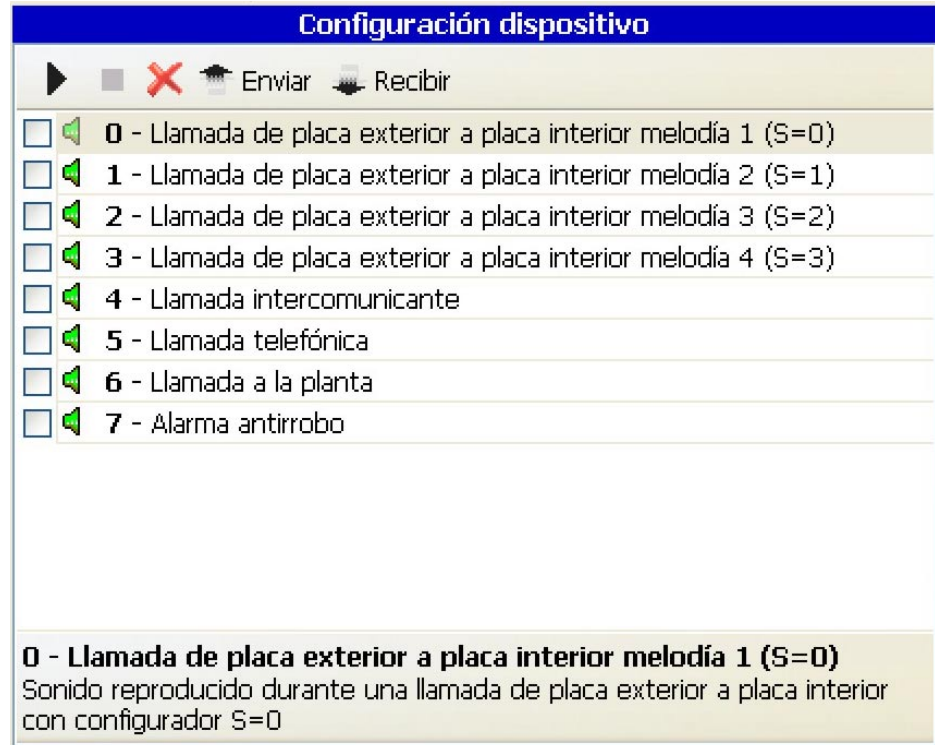 Configuración dispositivo
Enviar Recibir
0 - Llamada de placa exterior a placa interior melodía 1 (S=0)
1 - Llamada de placa exterior a placa interior melodía 2 (S=1)
2 - Llamada de placa exterior a placa interior melodía 3 (S=2)
3 - Llamada de placa exterior a placa interior melodía 4 (S=3)
4 - Llamada intercomunicante
5 - Llamada telefónica
6 - Llamada a la planta
7 - Alarma antirrobo
0 - Llamada de placa exterior a placa interior melodía 1 (S=0)
Sonido reproducido durante una llamada de placa exterior a placa interior
con configurador S=0